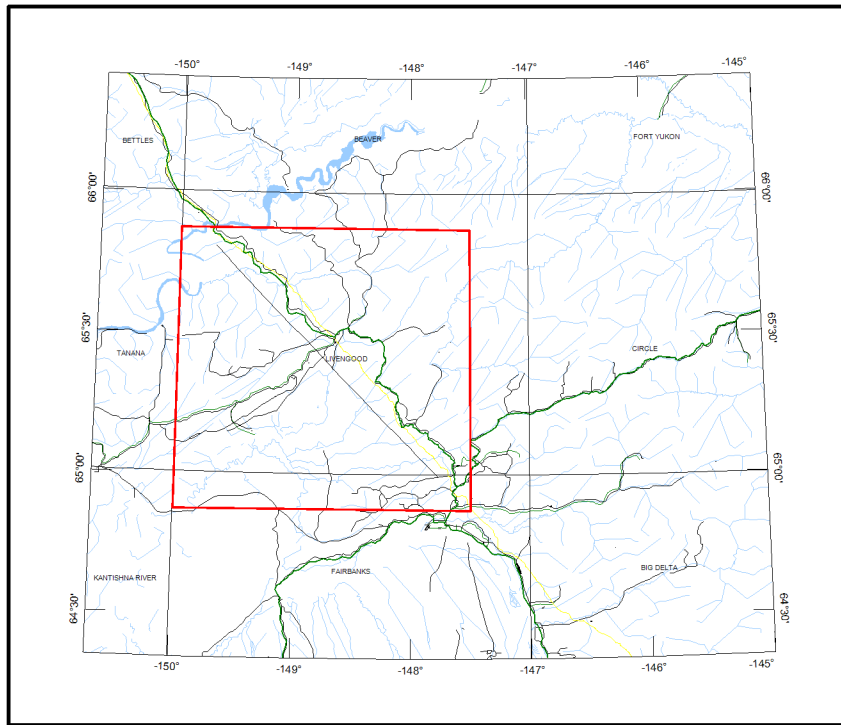 -150°
-149°
-148°
-147°
-146°
-145°
BETTLES
BEAVER
FORT YUKON
66°00'
66°00'
65°30'
65°30'
TANANA
LIVENGOOD
CIRCLE
65°00'
65°00'
KANTISHNA RIVER
FAIRBANKS
BIG DELTA
64°30'
64°30'
-150°
-149°
-148°
-147°
-146°
-145°